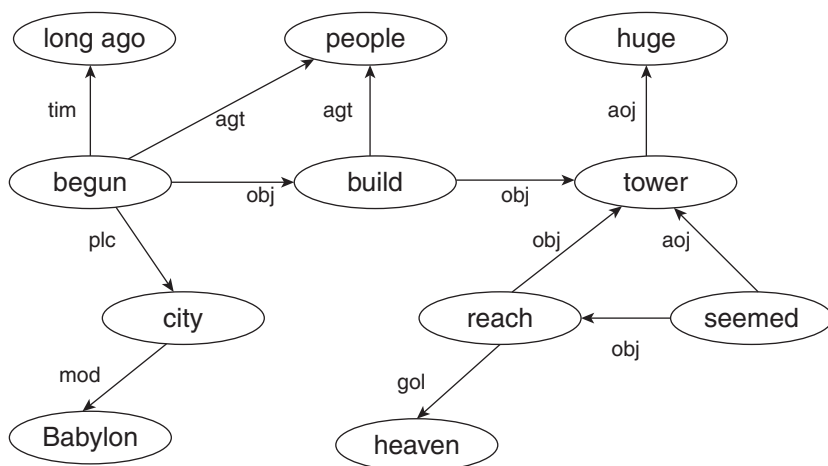 long ago
people
huge
tim
agt
agt
aoj
begun
obj
build
obj
tower
plc
obj
aoj
city
reach
seemed
obj
mod
gol
Babylon
heaven